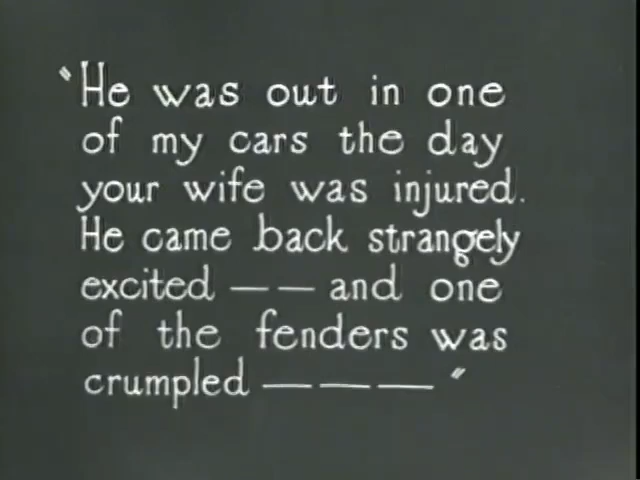 "He was out in one
of my cars the day
your wife was injured.
He came back strangely
excited — — and one
of the fenders was
crumpled — — — "